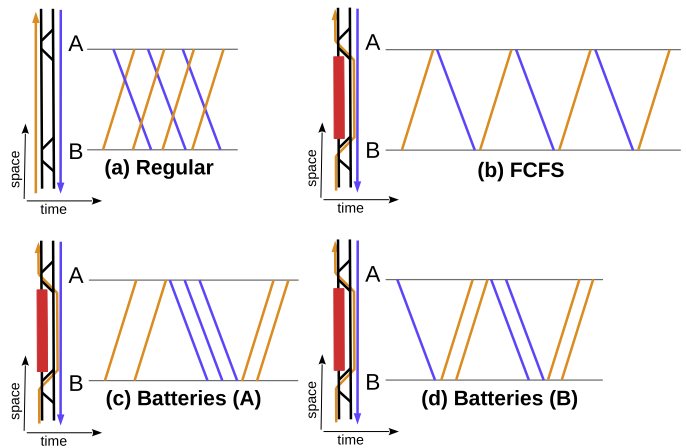 A
B
space
time
(a) Regular
A
B
space
time
(b) FCFS
A
B
space
time
(c) Batteries (A)
A
B
space
time
(d) Batteries (B)